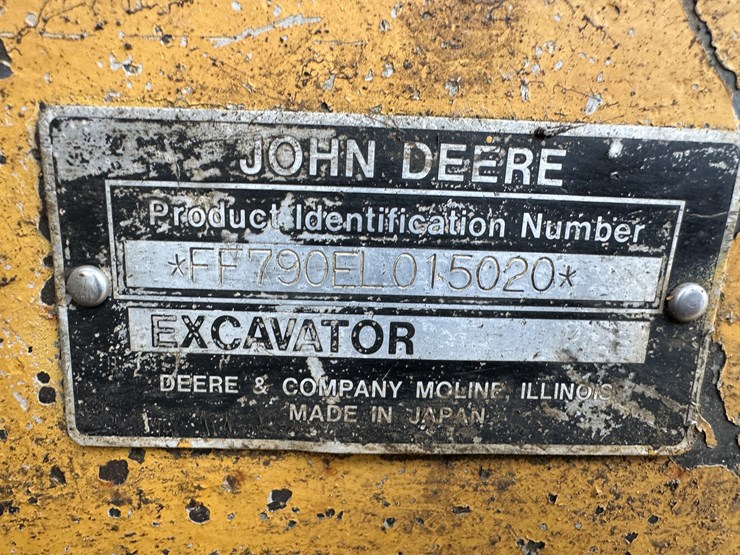 JOHN DEERE
Product Identification Number
*FF790EL015020*
EXCAVATOR
DEERE & COMPANY MOLINE, ILLINOIS
MADE IN JAPAN